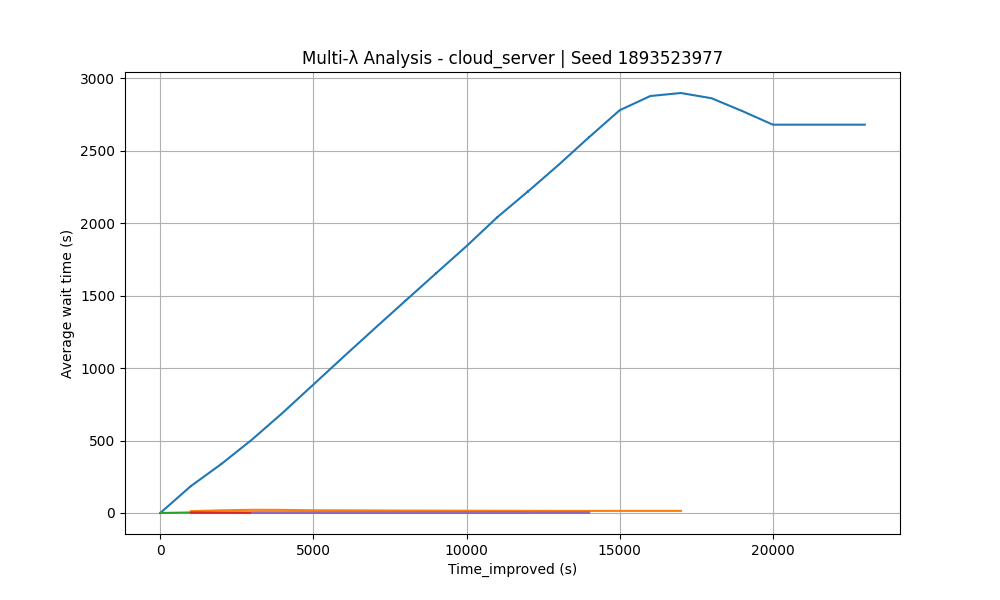 Multi-λ Analysis - cloud_server | Seed 1893523977
3000
2500
2000
1500
1000
500
0
Average wait time (s)
0 5000 10000 15000 20000
Time_improved (s)